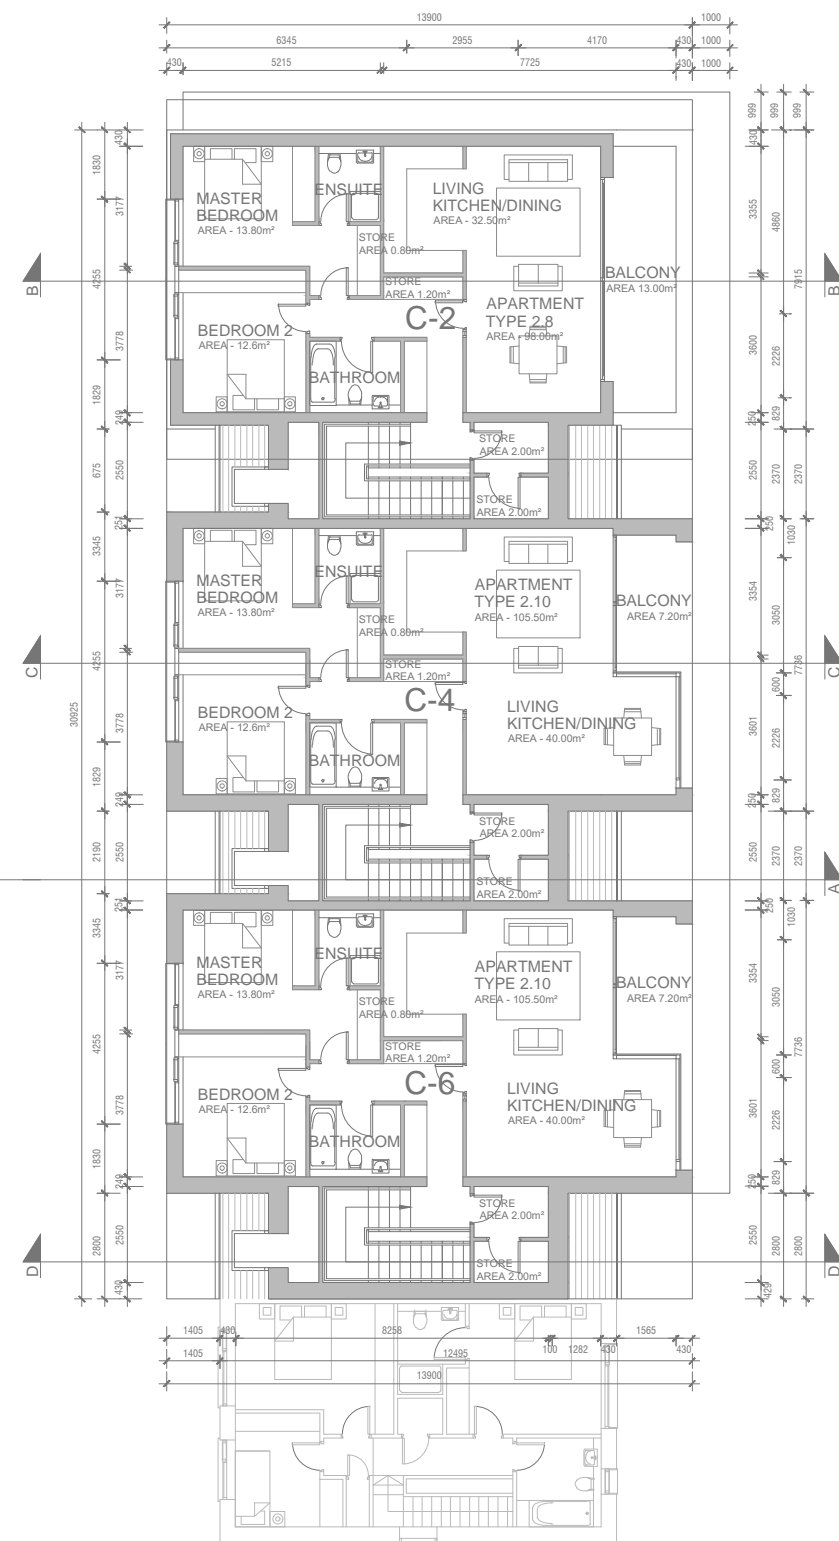 13900
1000
6345
2955
4170
430
1000
430
5215
7725
430
1000
999
999
999
430
430
1830
3177
3355
4860
MASTER
BEDROOM
AREA - 13.80m²
ENSUITE
LIVING
KITCHEN/DINING
AREA - 32.50m²
STORE
AREA 0.80m²
BALCONY
AREA 13.00m²
STORE
AREA 1.20m²
B
B
4255
7915
C-2
APARTMENT
TYPE 2.8
AREA - 98.00m²
BEDROOM 2
AREA - 12.6m²
3778
3600
2226
BATHROOM
1829
249
829
250
STORE
AREA 2.00m²
675
2550
2550
2370
2370
STORE
AREA 2.00m²
251
250
1030
3345
3177
3354
3050
MASTER
BEDROOM
AREA - 13.80m²
ENSUITE
APARTMENT
TYPE 2.10
AREA - 105.50m²
BALCONY
AREA 7.20m²
STORE
AREA 0.80m²
STORE
AREA 1.20m²
C
C
4255
7736
600
30925
C-4
BEDROOM 2
AREA - 12.6m²
LIVING
KITCHEN/DINING
AREA - 40.00m²
3778
3601
2226
BATHROOM
1829
249
829
250
STORE
AREA 2.00m²
2190
2550
2550
2370
2370
STORE
AREA 2.00m²
A
251
250
1030
3345
3177
3354
3050
MASTER
BEDROOM
AREA - 13.80m²
ENSUITE
APARTMENT
TYPE 2.10
AREA - 105.50m²
BALCONY
AREA 7.20m²
STORE
AREA 0.80m²
STORE
AREA 1.20m²
4255
7736
600
C-6
BEDROOM 2
AREA - 12.6m²
LIVING
KITCHEN/DINING
AREA - 40.00m²
3778
3601
2226
BATHROOM
1830
249
829
250
STORE
AREA 2.00m²
2800
2550
2550
2800
2800
STORE
AREA 2.00m²
D
D
430
429
1405
430
8258
1565
1405
12495
100
1282
430
430
13900